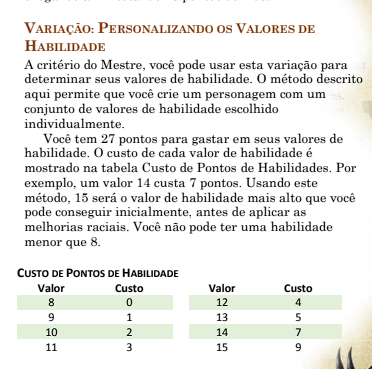 VARIAÇÃO: PERSONALIZANDO OS VALORES DE
HABILIDADE
A critério do Mestre, você pode usar esta variação para
determinar seus valores de habilidade. O método descrito
aqui permite que você crie um personagem com um
conjunto de valores de habilidade escolhido
individualmente.
Você tem 27 pontos para gastar em seus valores de
habilidade. O custo de cada valor de habilidade é
mostrado na tabela Custo de Pontos de Habilidades. Por
exemplo, um valor 14 custa 7 pontos. Usando este
método, 15 será o valor de habilidade mais alto que você
pode conseguir inicialmente, antes de aplicar as
melhorias raciais. Você não pode ter uma habilidade
menor que 8.
CUSTO DE PONTOS DE HABILIDADE
Valor Custo Valor Custo
8 0 12 4
9 1 13 5
10 2 14 7
11 3 15 9